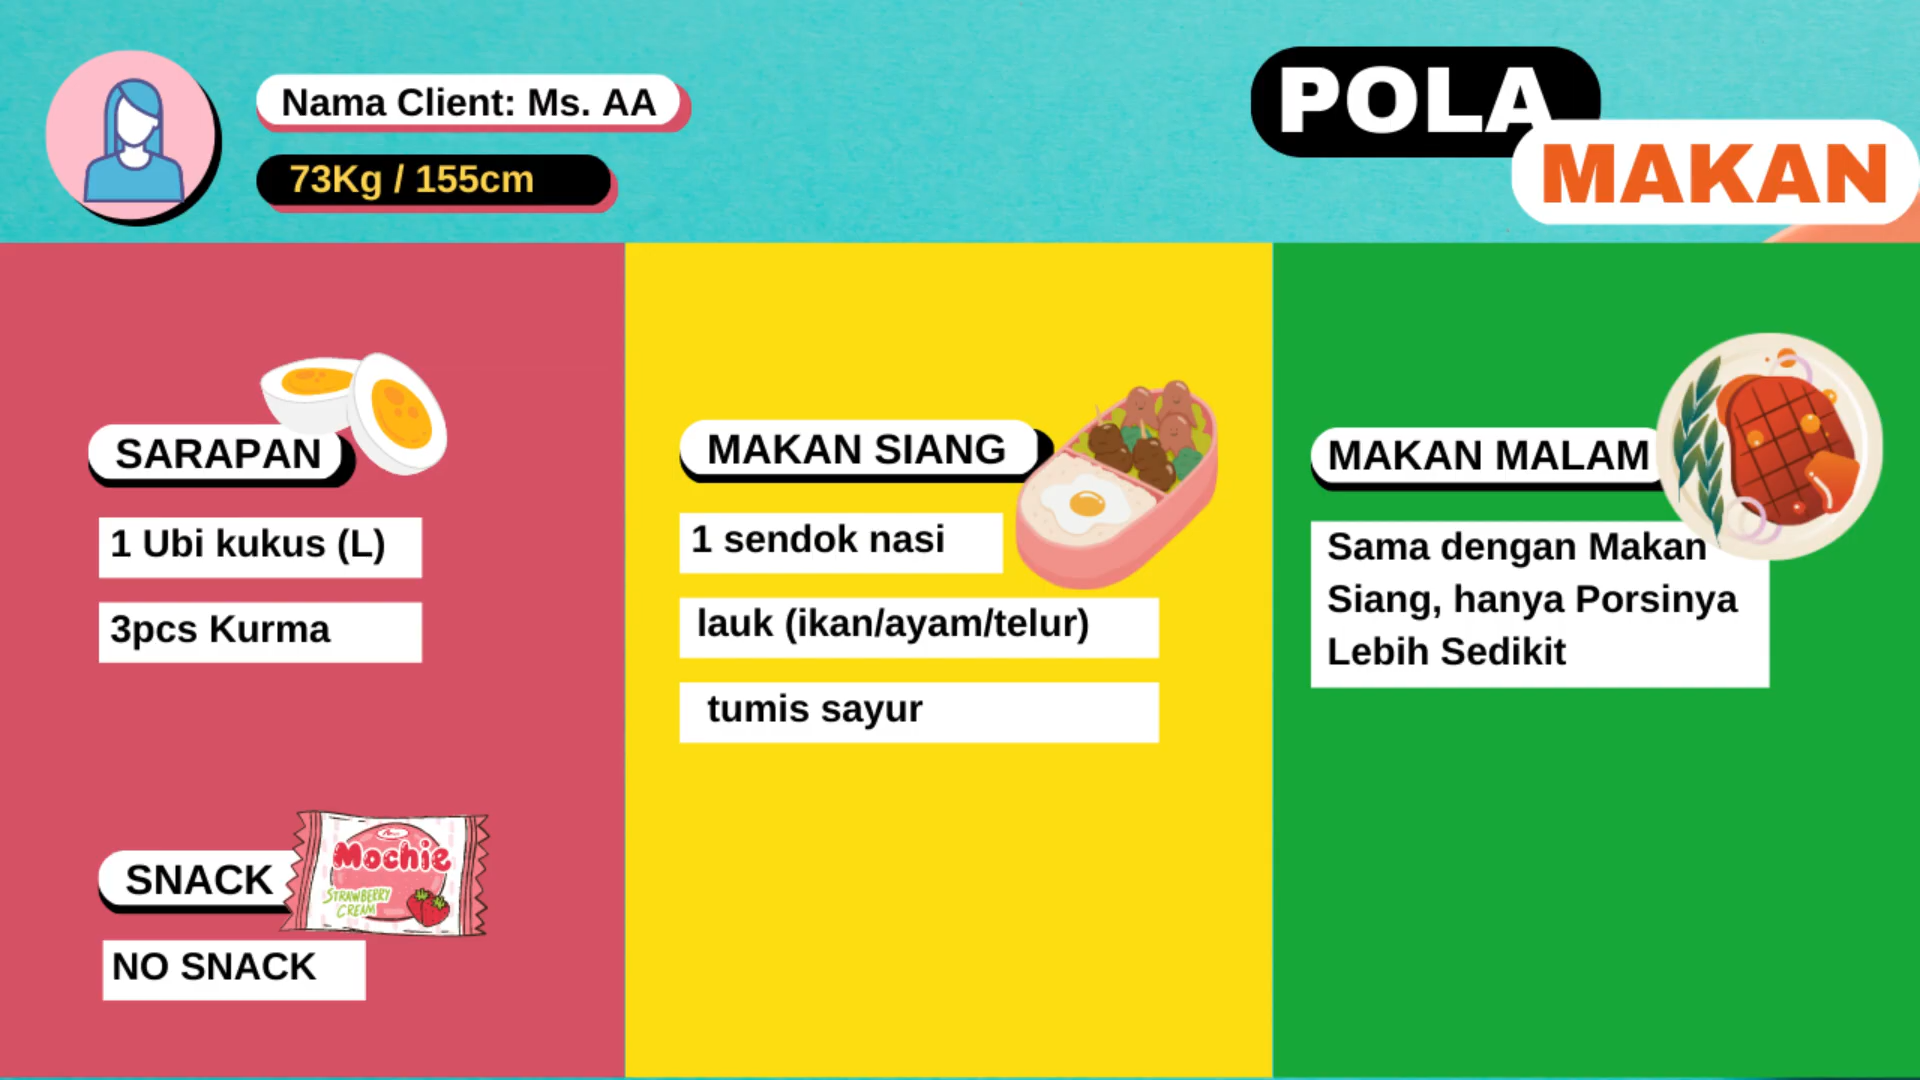 Nama Client: Ms. AA
73Kg / 155cm
POLA
MAKAN
SARAPAN
1 Ubi kukus (L)
3pcs Kurma
SNACK
Mochie
STRAWBERRY
CREAM
NO SNACK
MAKAN SIANG
1 sendok nasi
lauk (ikan/ayam/telur)
tumis sayur
MAKAN MALAM
Sama dengan Makan
Siang, hanya Porsinya
Lebih Sedikit